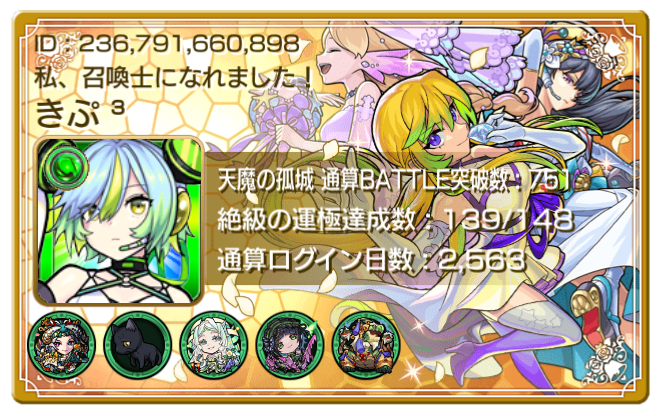 ID：236,791,660,898
私、召喚士になれました！
きぷ ³
天魔の孤城 通算BATTLE突破数：751
絶級の運極達成数：139/148
通算ログイン日数：2,563